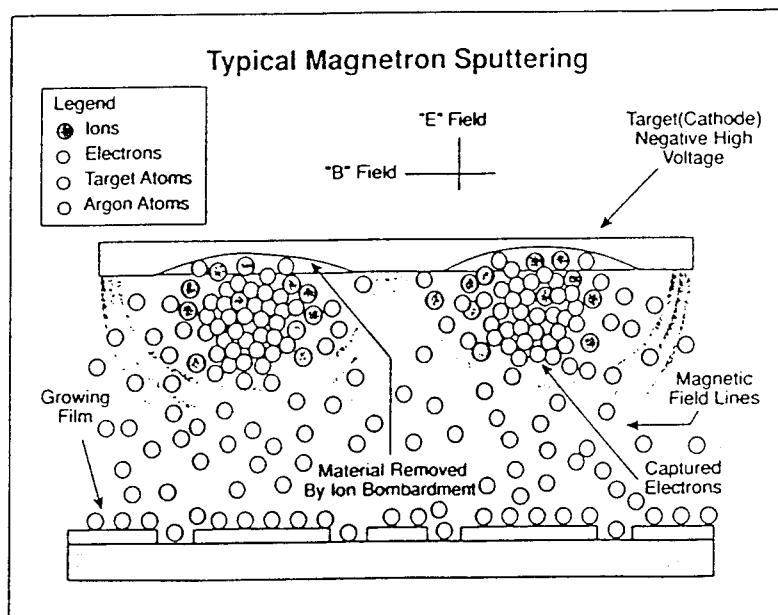 Typical Magnetron Sputtering
Legend
Ions
Electrons
Target Atoms
Argon Atoms
"E" Field
"B" Field
Target(Cathode)
Negative High
Voltage
Growing
Film
Magnetic
Field Lines
Material Removed
By Ion Bombardment
Captured
Electrons